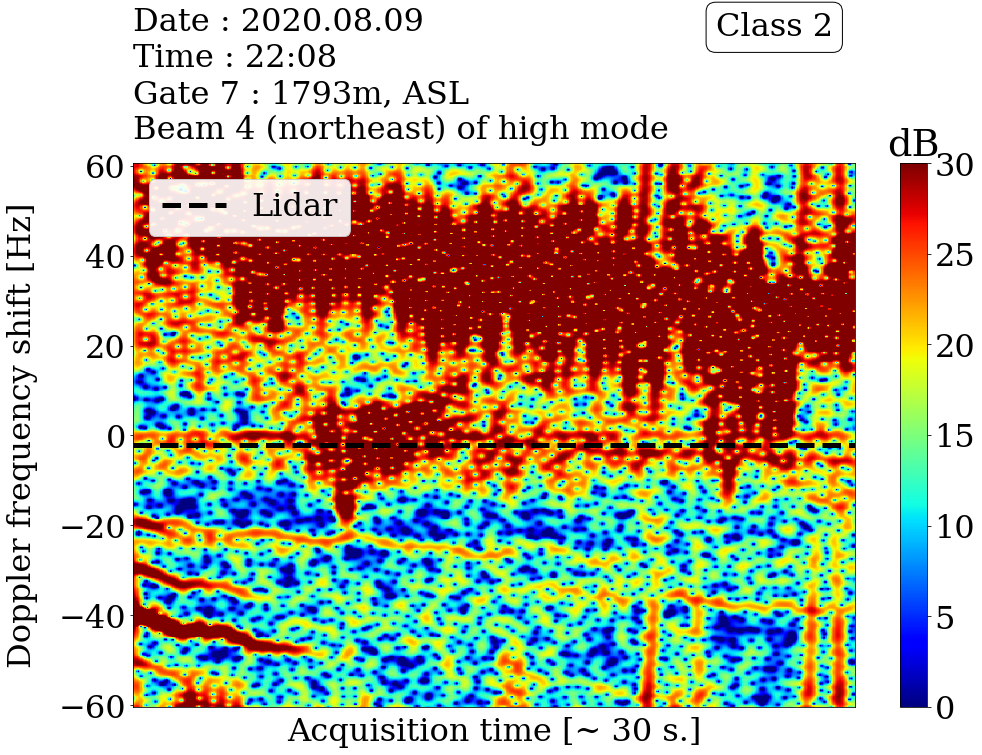 Date : 2020.08.09
Time : 22:08
Gate 7 : 1793m, ASL
Beam 4 (northeast) of high mode
Class 2
dB
Lidar
Doppler frequency shift [Hz]
60
40
20
0
−20
−40
−60
30
25
20
15
10
5
0
Acquisition time [~ 30 s.]